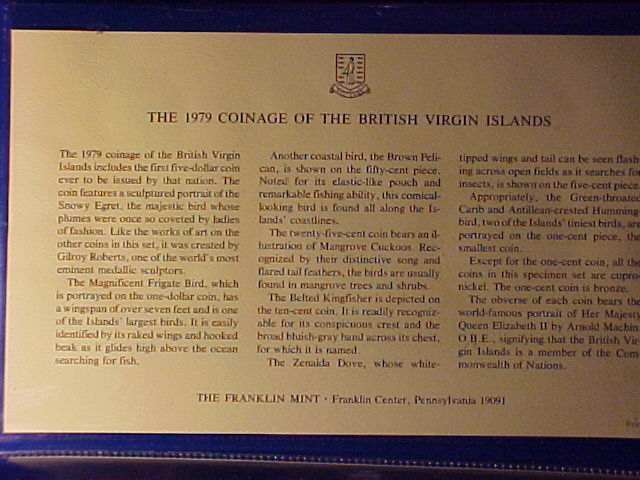 THE 1979 COINAGE OF THE BRITISH VIRGIN ISLANDS
The 1979 coinage of the British Virgin
Islands includes the first five-dollar coin
ever to be issued by that nation. The
coin features a sculptured portrait of the
Snowy Egret, the majestic bird whose
plumes were once so coveted by ladies
of fashion. Like the works of art on the
other coins in this set, it was created by
Gilroy Roberts, one of the world's most
eminent medallic sculptors.
The Magnificent Frigate Bird, which
is portrayed on the one-dollar coin, has
a wingspan of over seven feet and is one
of the Islands' largest birds. It is easily
identified by its raked wings and hooked
beak as it glides high above the ocean
searching for fish.
Another coastal bird, the Brown Peli-
can, is shown on the fifty-cent piece.
Noted for its elastic-like pouch and
remarkable fishing ability, this comical-
looking bird is found all along the Is-
lands' coastlines.
The twenty-five-cent coin bears an il-
lustration of Mangrove Cuckoos. Rec-
ognized by their distinctive song and
flared tail feathers, the birds are usually
found in mangrove trees and shrubs.
The Belted Kingfisher is depicted on
the ten-cent coin. It is readily recogniz-
able for its conspicuous crest and the
broad bluish-gray band across its chest,
for which it is named.
The Zenaida Dove, whose white-
tipped wings and tail can be seen flash-
ing across open fields as it searches for
insects, is shown on the five-cent piece.
Appropriately, the Green-throated
Carib and Antillean-crested Humming-
bird, two of the Islands' tiniest birds, are
portrayed on the one-cent piece, the
smallest coin.
Except for the one-cent coin, all the
coins in this specimen set are cupro-
nickel. The one-cent coin is bronze.
The obverse of each coin bears the
world-famous portrait of Her Majesty
Queen Elizabeth II by Arnold Machin,
O.B.E., signifying that the British Vir-
gin Islands is a member of the Com-
monwealth of Nations.
THE FRANKLIN MINT • Franklin Center, Pennsylvania 19091